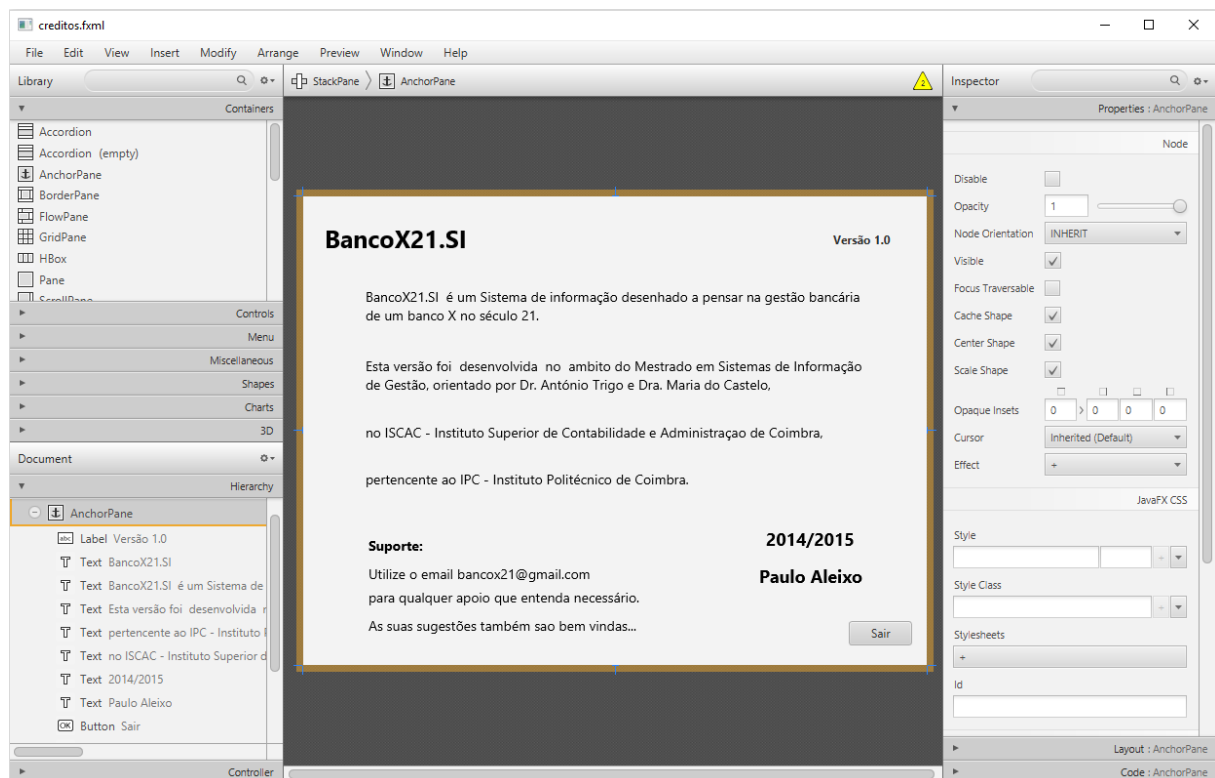 creditos.fxml
File Edit View Insert Modify Arrange Preview Window Help
Library
StackPane AnchorPane
2
Inspector
Containers
Properties : AnchorPane
Accordion
Accordion (empty)
AnchorPane
BorderPane
FlowPane
GridPane
HBox
Pane
ScrollPane
Controls
Menu
Miscellaneous
Shapes
Charts
3D
Document
Hierarchy
AnchorPane
abc Label Versão 1.0
T Text BancoX21.SI
T Text BancoX21.SI é um Sistema de
T Text Esta versão foi desenvolvida
T Text pertencente ao IPC - Instituto
T Text no ISCAC - Instituto Superior d
T Text 2014/2015
T Text Paulo Aleixo
OK Button Sair
Controller
BancoX21.SI
Versão 1.0
BancoX21.SI é um Sistema de informação desenhado a pensar na gestão bancária
de um banco X no século 21.
Esta versão foi desenvolvida no ambito do Mestrado em Sistemas de Informação
de Gestão, orientado por Dr. António Trigo e Dra. Maria do Castelo,
no ISCAC - Instituto Superior de Contabilidade e Administraçao de Coimbra,
pertencente ao IPC - Instituto Politécnico de Coimbra.
Suporte:
Utilize o email bancox21@gmail.com
para qualquer apoio que entenda necessário.
As suas sugestões também sao bem vindas...
2014/2015
Paulo Aleixo
Sair
Node
Disable
Opacity 1
Node Orientation INHERIT
Visible
Focus Traversable
Cache Shape
Center Shape
Scale Shape
Opaque Insets 0 0 0 0
Cursor Inherited (Default)
Effect +
JavaFX CSS
Style
+
Style Class
+
Stylesheets
+
Id
Layout : AnchorPane
Code : AnchorPane